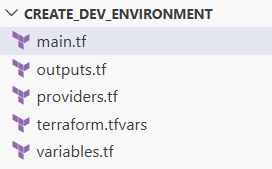 CREATE_DEV_ENVIRONMENT
main.tf
outputs.tf
providers.tf
terraform.tfvars
variables.tf